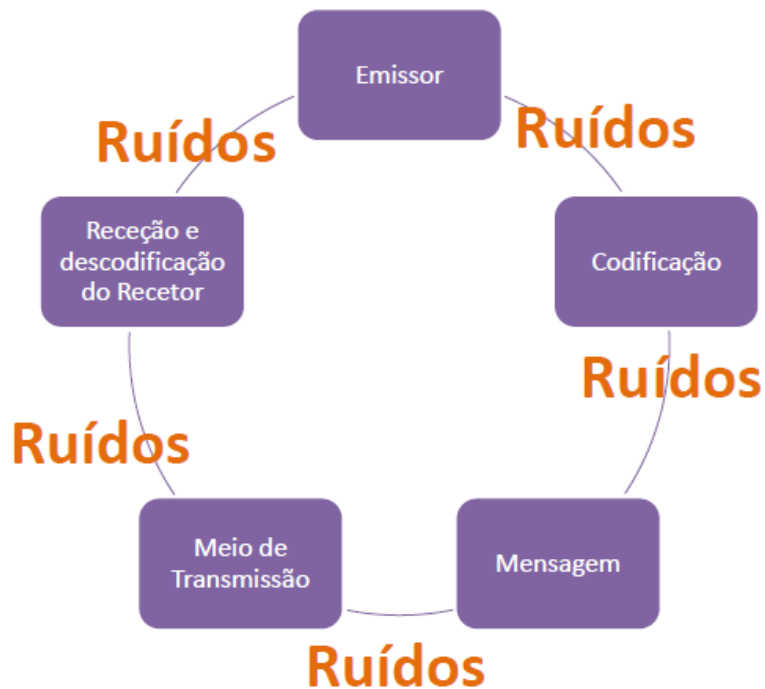 Emissor
Ruídos
Ruídos
Receção e
descodificação
do Recetor
Codificação
Ruídos
Ruídos
Meio de
Transmissão
Mensagem
Ruídos